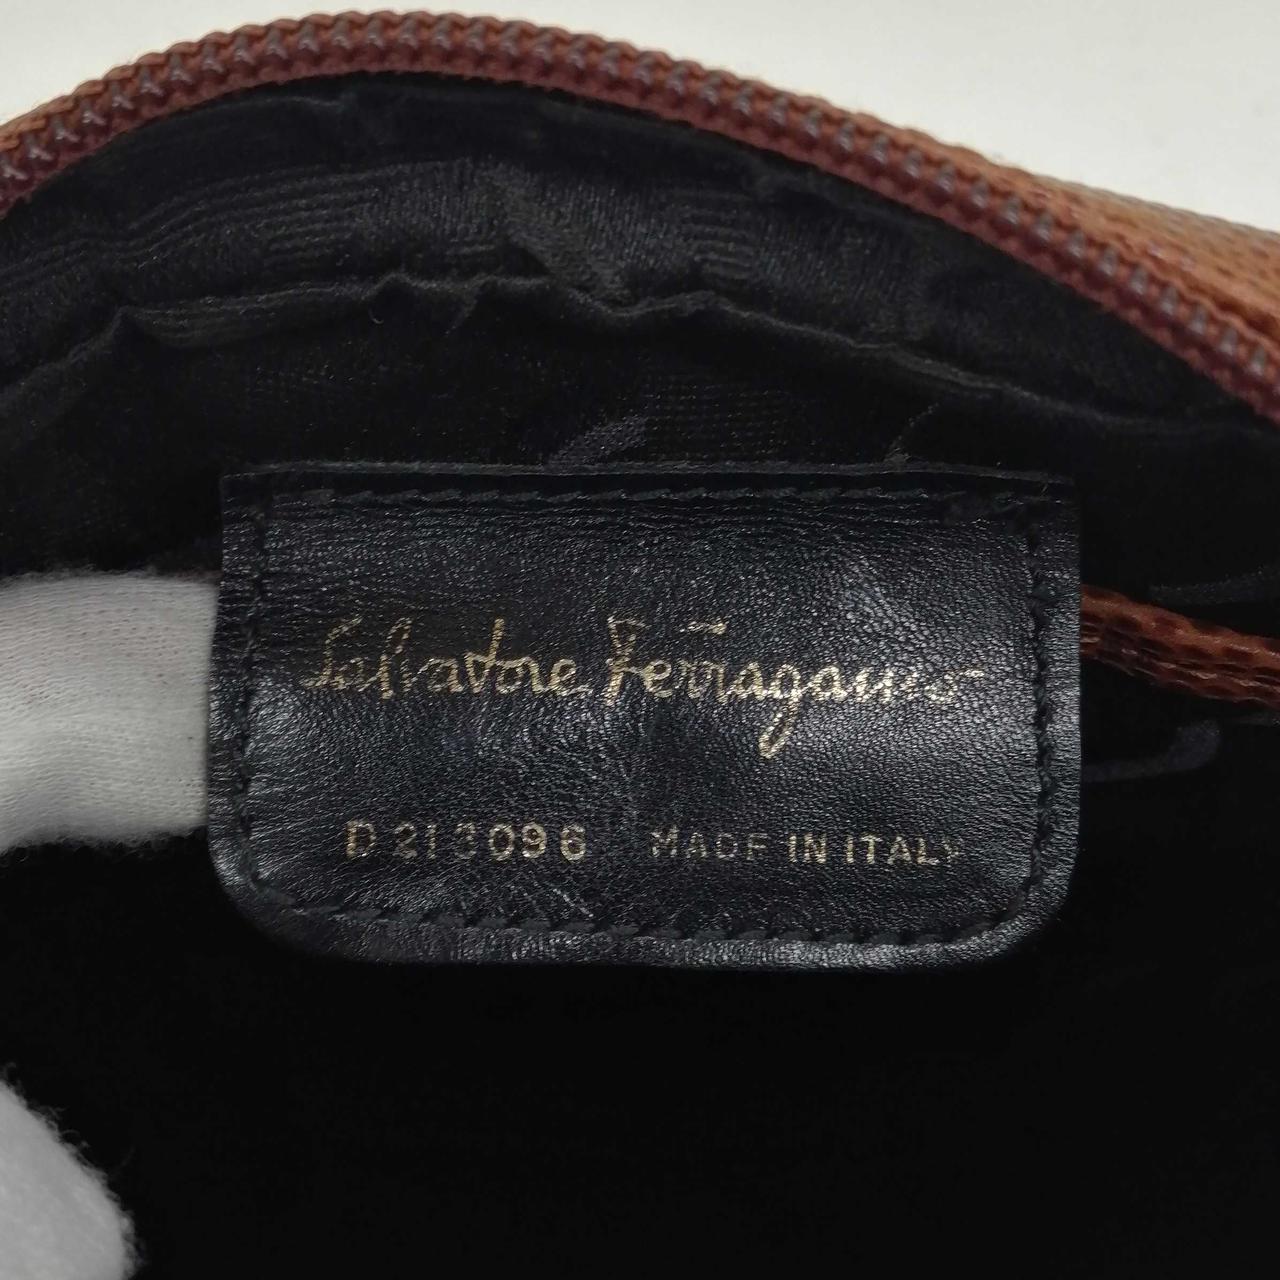 Salvatore Ferragamo
D213096 MADE IN ITALY